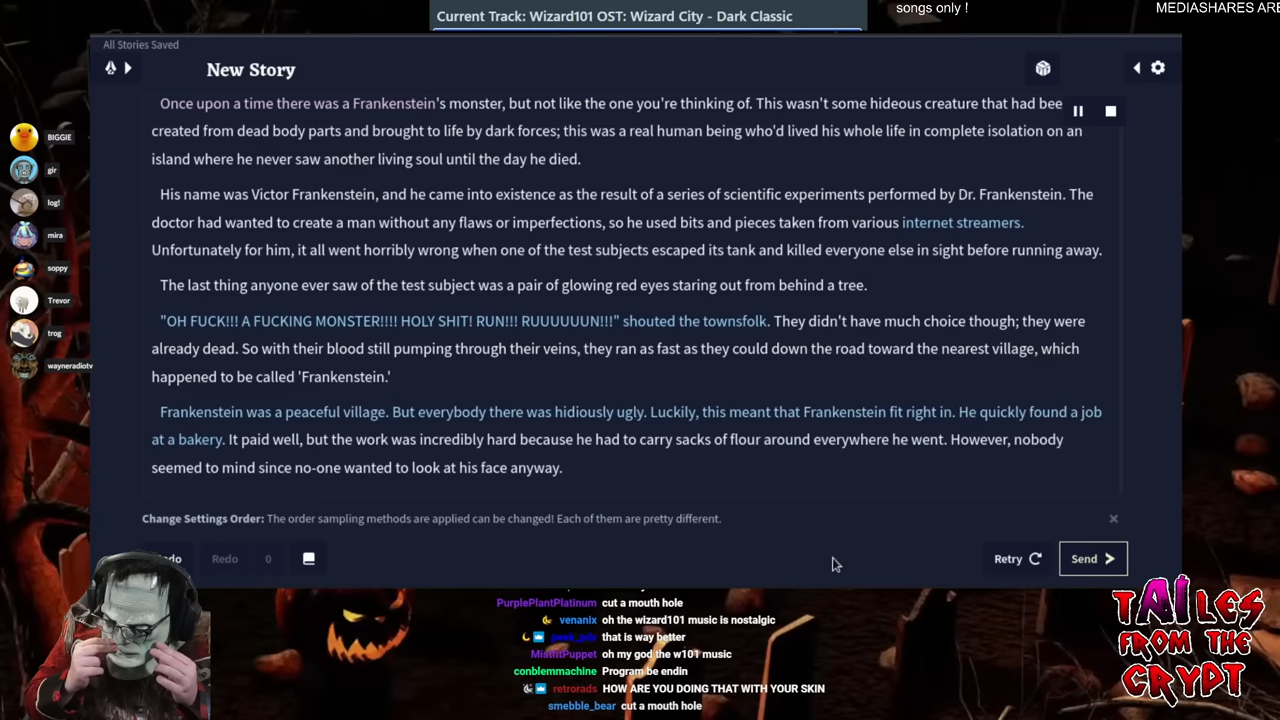 songs only !
MEDIASHARES ARE
Current Track: Wizard101 OST: Wizard City - Dark Classic
All Stories Saved
New Story
Once upon a time there was a Frankenstein's monster, but not like the one you're thinking of. This wasn't some hideous creature that had bee
created from dead body parts and brought to life by dark forces; this was a real human being who'd lived his whole life in complete isolation on an
island where he never saw another living soul until the day he died.
His name was Victor Frankenstein, and he came into existence as the result of a series of scientific experiments performed by Dr. Frankenstein. The
doctor had wanted to create a man without any flaws or imperfections, so he used bits and pieces taken from various internet streamers.
Unfortunately for him, it all went horribly wrong when one of the test subjects escaped its tank and killed everyone else in sight before running away.
The last thing anyone ever saw of the test subject was a pair of glowing red eyes staring out from behind a tree.
"OH FUCK!!! A FUCKING MONSTER!!!! HOLY SHIT! RUN!!! RUUUUUUN!!!" shouted the townsfolk. They didn't have much choice though; they were
already dead. So with their blood still pumping through their veins, they ran as fast as they could down the road toward the nearest village, which
happened to be called 'Frankenstein.'
Frankenstein was a peaceful village. But everybody there was hidiously ugly. Luckily, this meant that Frankenstein fit right in. He quickly found a job
at a bakery. It paid well, but the work was incredibly hard because he had to carry sacks of flour around everywhere he went. However, nobody
seemed to mind since no-one wanted to look at his face anyway.
BIGGIE
gir
log!
mira
soppy
Trevor
trog
wayneradiotv
Change Settings Order: The order sampling methods are applied can be changed! Each of them are pretty different.
do
Redo 0
Retry
Send
PurplePlantPlatinum cut a mouth hole
venanix oh the wizard101 music is nostalgic
that is way better
MisfitPuppet oh my god the w101 music
conblemmachine Program be endin
retrorads HOW ARE YOU DOING THAT WITH YOUR SKIN
smebble_bear cut a mouth hole
TAILES
FROM THE
CRYPT